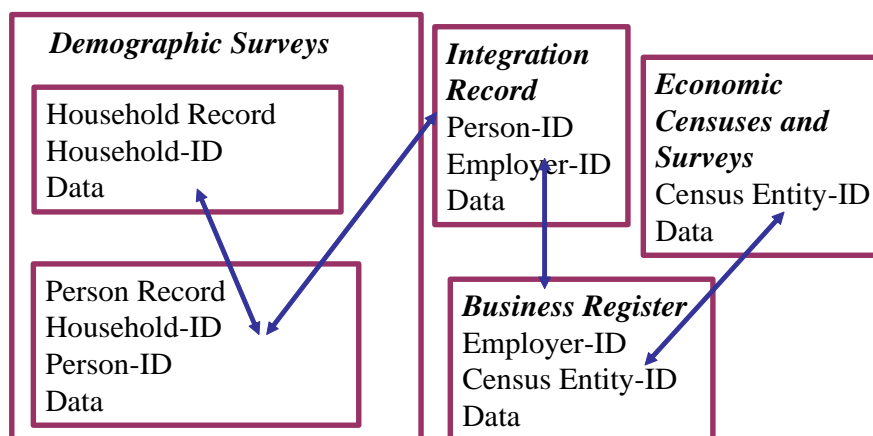 Demographic Surveys
Household Record
Household-ID
Data
Person Record
Household-ID
Person-ID
Data
Integration
Record
Person-ID
Employer-ID
Data
Business Register
Employer-ID
Census Entity-ID
Data
Economic
Censuses and
Surveys
Census Entity-ID
Data